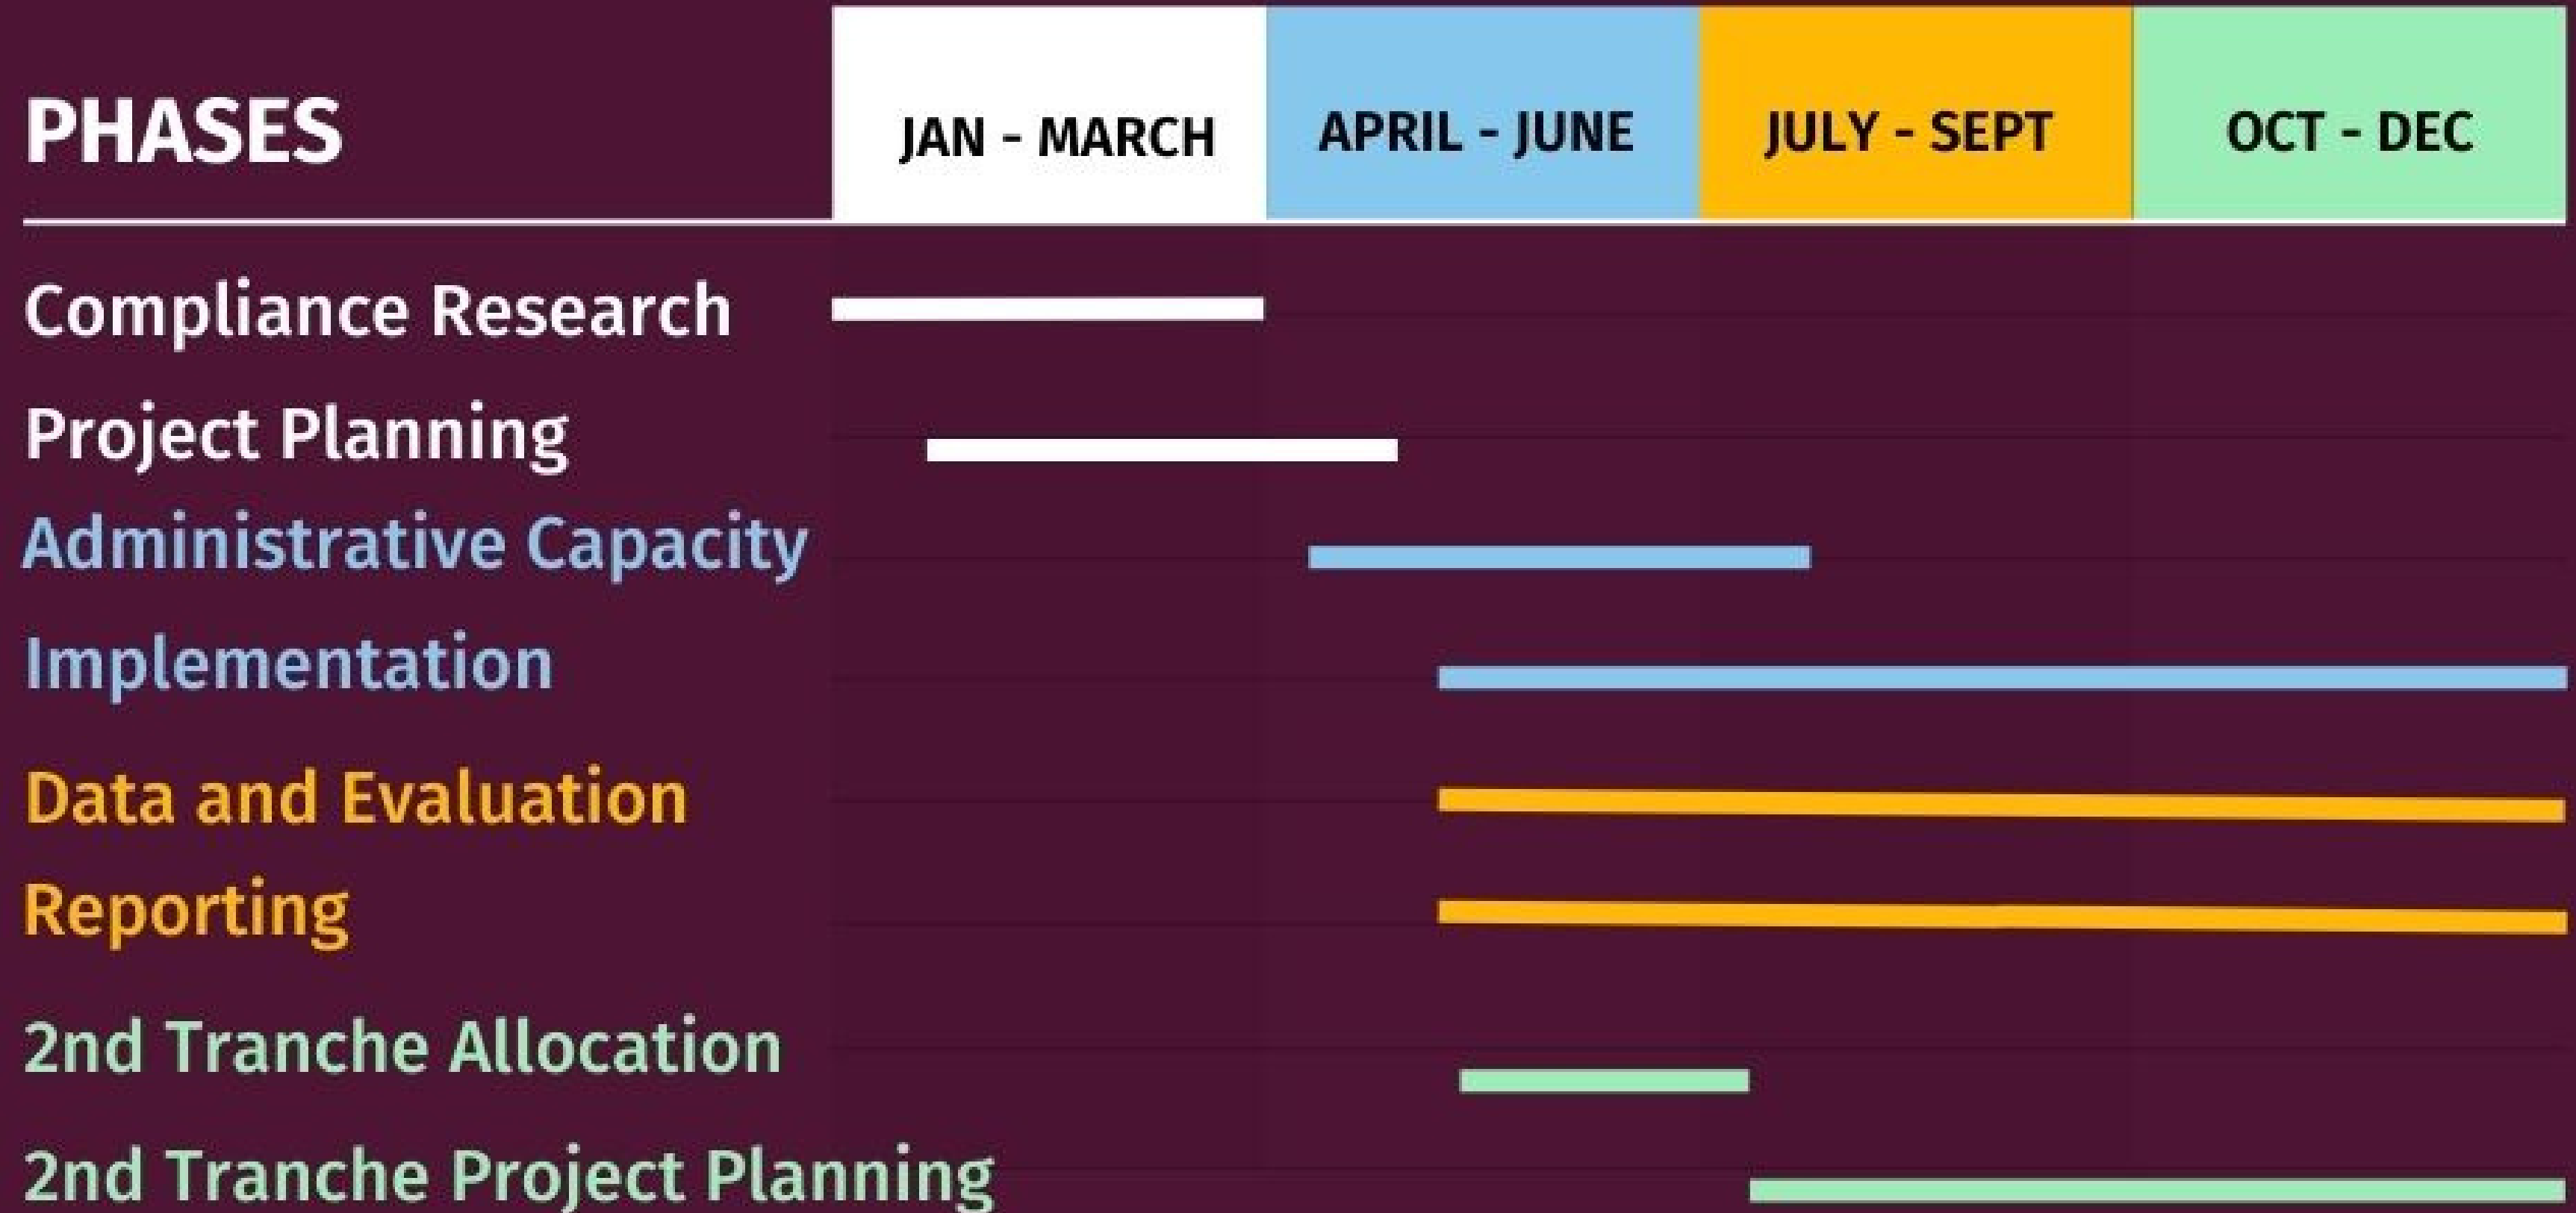 PHASES
JAN - MARCH
APRIL - JUNE
JULY - SEPT
OCT - DEC
Compliance Research
Project Planning
Administrative Capacity
Implementation
Data and Evaluation
Reporting
2nd Tranche Allocation
2nd Tranche Project Planning